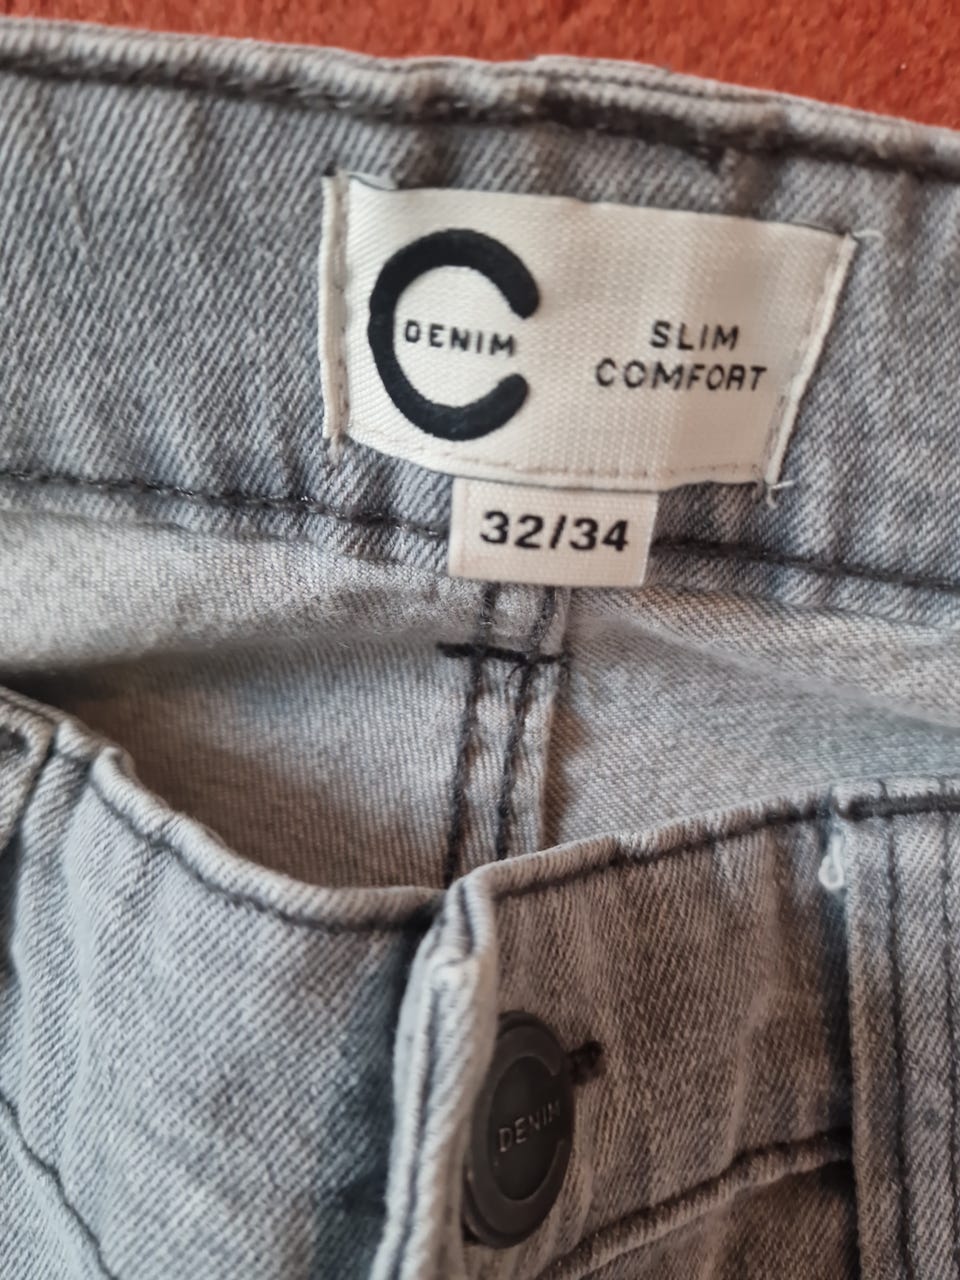 C
DENIM
SLIM
COMFORT
32/34
DENIM